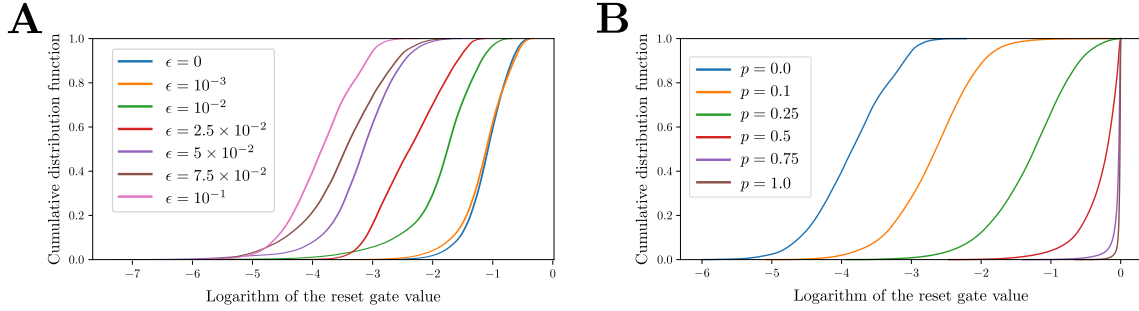 A
Cumulative distribution function
1.0
0.8
0.6
0.4
0.2
0.0
ϵ = 0
ϵ = 10⁻³
ϵ = 10⁻²
ϵ = 2.5 × 10⁻²
ϵ = 5 × 10⁻²
ϵ = 7.5 × 10⁻²
ϵ = 10⁻¹
−7 −6 −5 −4 −3 −2 −1 0
Logarithm of the reset gate value
B
Cumulative distribution function
1.0
0.8
0.6
0.4
0.2
0.0
p = 0.0
p = 0.1
p = 0.25
p = 0.5
p = 0.75
p = 1.0
−6 −5 −4 −3 −2 −1 0
Logarithm of the reset gate value